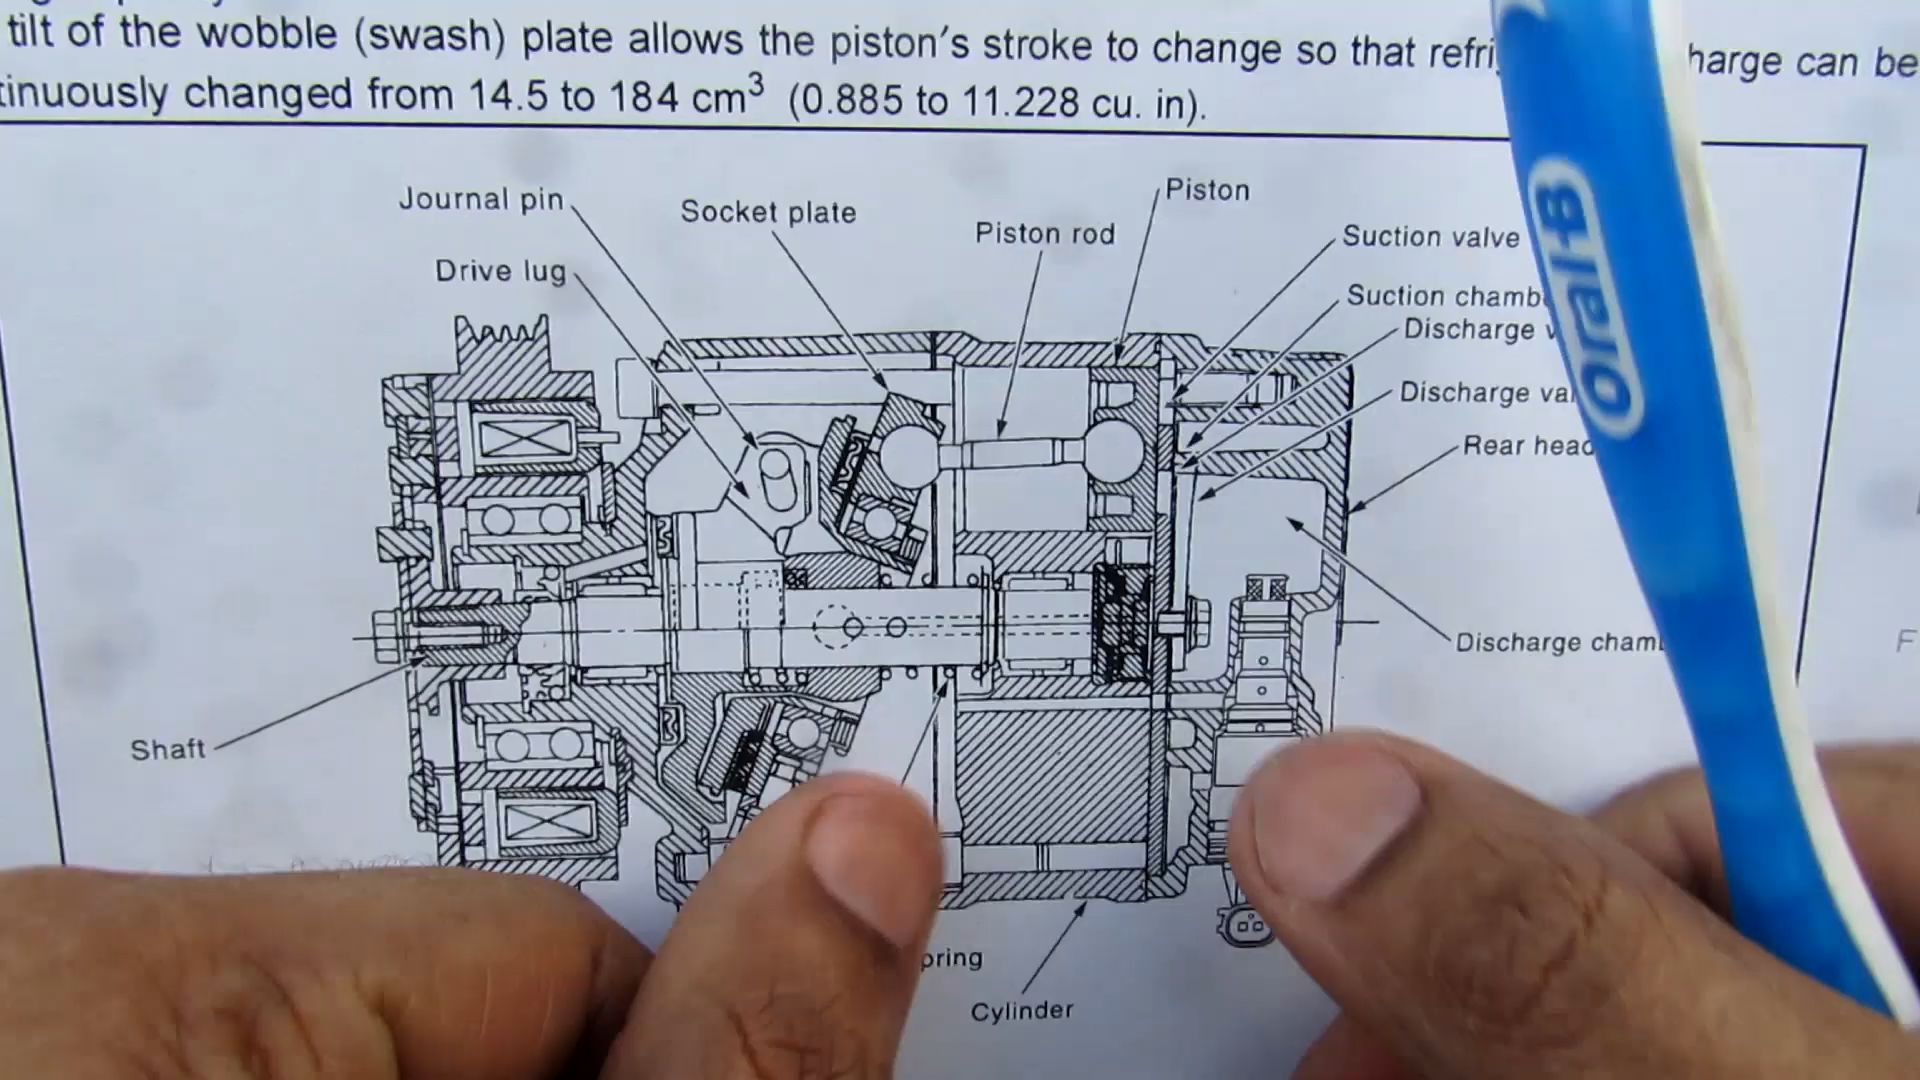 tilt of the wobble (swash) plate allows the piston's stroke to change so that refri harge can be
tinuously changed from 14.5 to 184 cm³ (0.885 to 11.228 cu. in).
Journal pin
Socket plate
Piston
Piston rod
Suction valve
Drive lug
Suction chamb
Discharge v
Discharge val
Rear head
Discharge cham
Shaft
pring
Cylinder
Oral-B
F